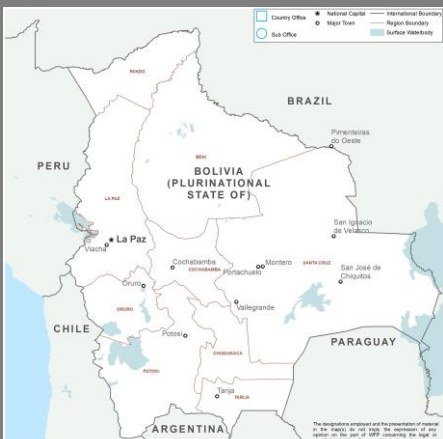 Country Office
Sub Office
National Capital
Major Town
International Boundary
Region Boundary
Surface Waterbody
PANDO
BRAZIL
Pimenteiras
do Oeste
PERU
BENI
BOLIVIA
(PLURINATIONAL
STATE OF)
LA PAZ
La Paz
Viacha
San Ignacio
de Velasco
Cochabamba
COCHABAMBA
Montero
Portachuelo
SANTA CRUZ
San José de
Chiquitos
Oruro
ORURO
Vallegrande
CHILE
Potosí
PARAGUAY
CHUQUISACA
POTOSI
Tarija
TARIJA
ARGENTINA
The designations employed and the presentation of material
in the map(s) do not imply the expression of any
opinion on the part of WFP concerning the legal or